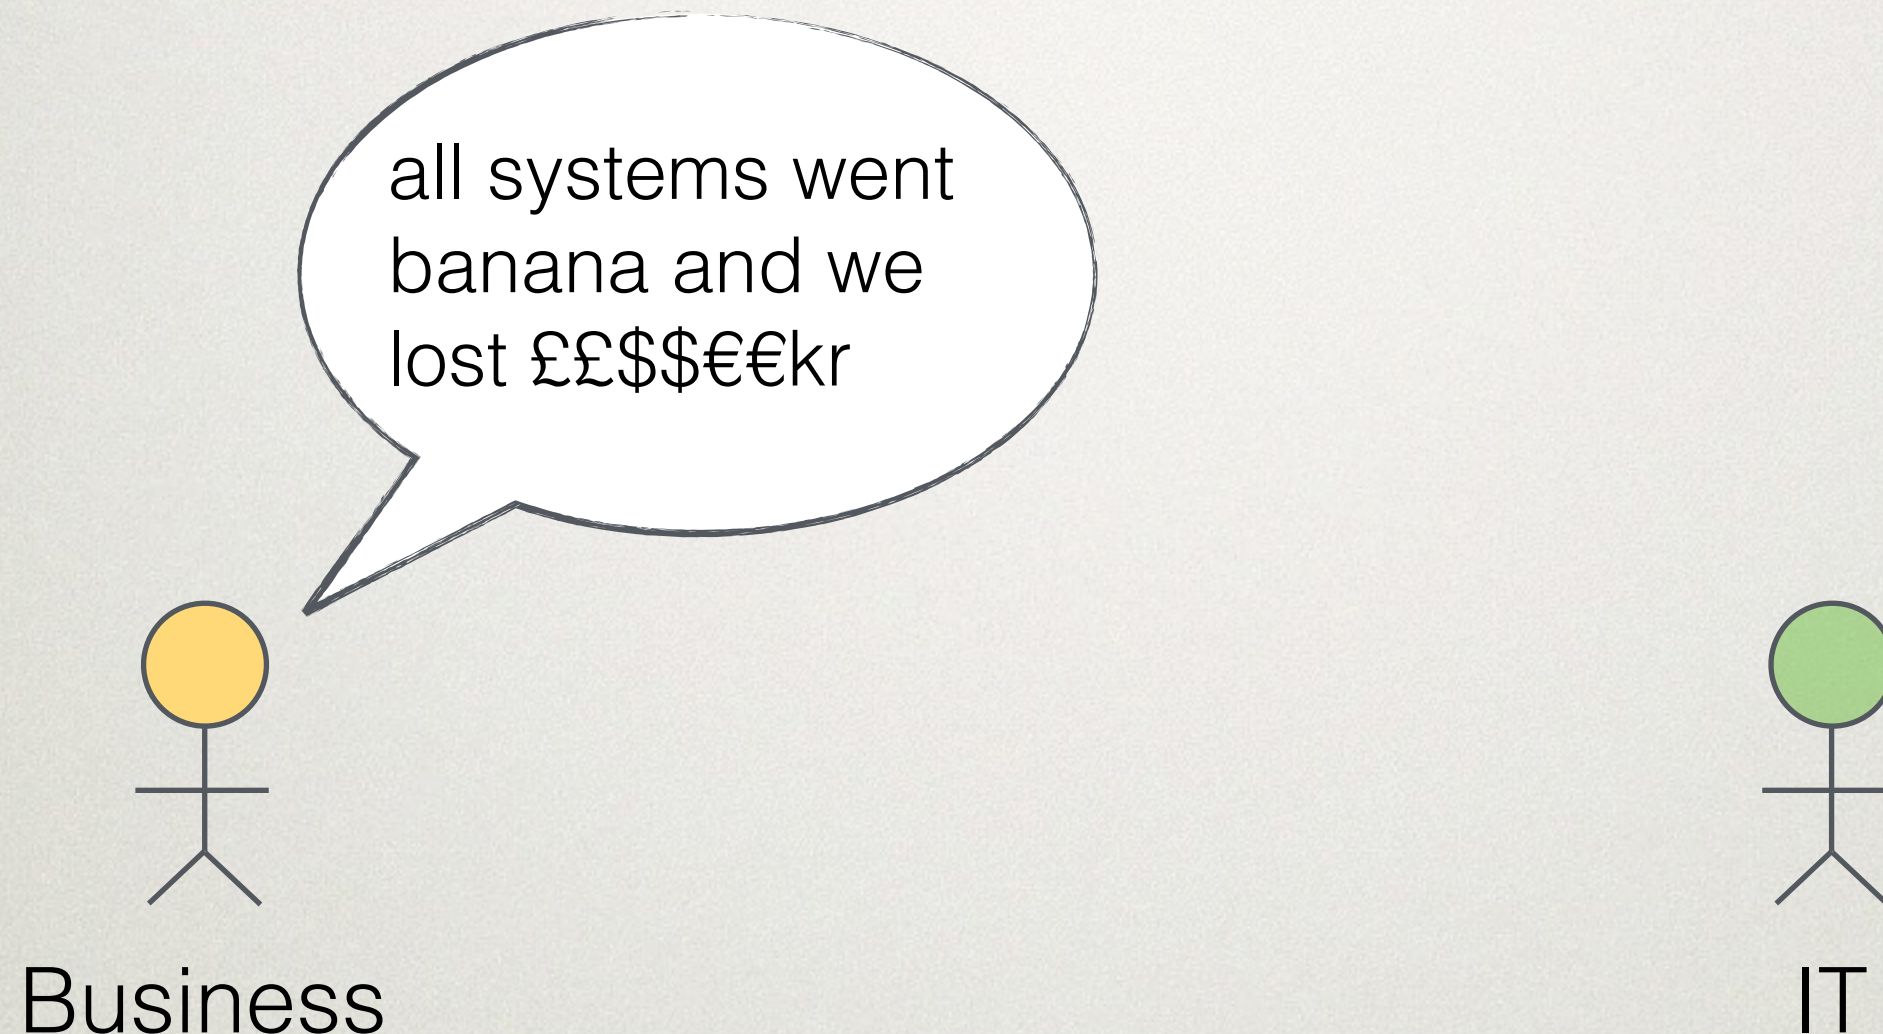 all systems went
banana and we
lost ££$$€€kr
Business
IT